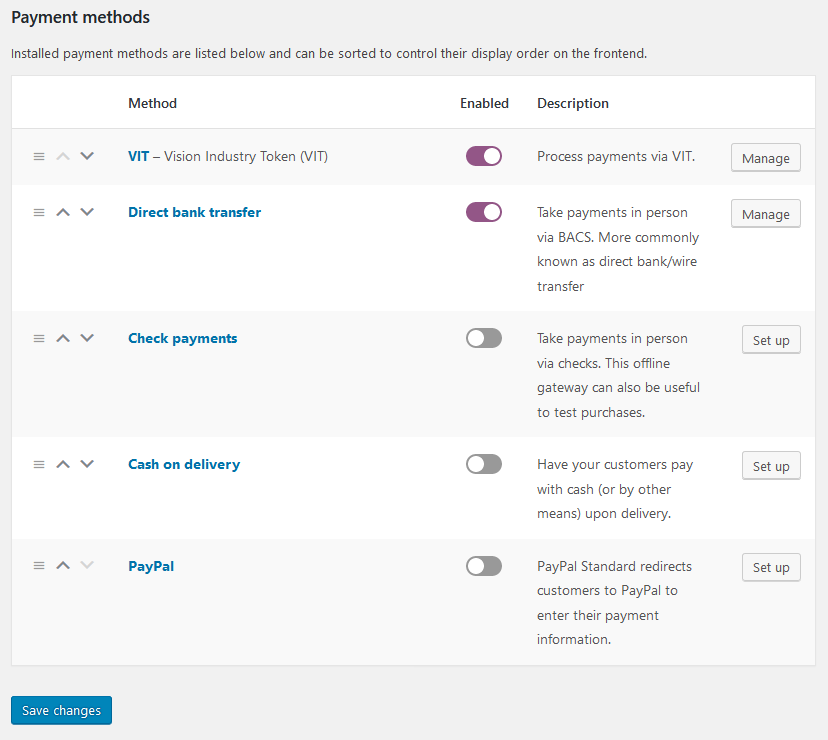 Payment methods
Installed payment methods are listed below and can be sorted to control their display order on the frontend.
Method Enabled Description
VIT – Vision Industry Token (VIT) Process payments via VIT. Manage
Direct bank transfer Take payments in person Manage
via BACS. More commonly
known as direct bank/wire
transfer
Check payments Take payments in person Set up
via checks. This offline
gateway can also be useful
to test purchases.
Cash on delivery Have your customers pay Set up
with cash (or by other
means) upon delivery.
PayPal PayPal Standard redirects Set up
customers to PayPal to
enter their payment
information.
Save changes